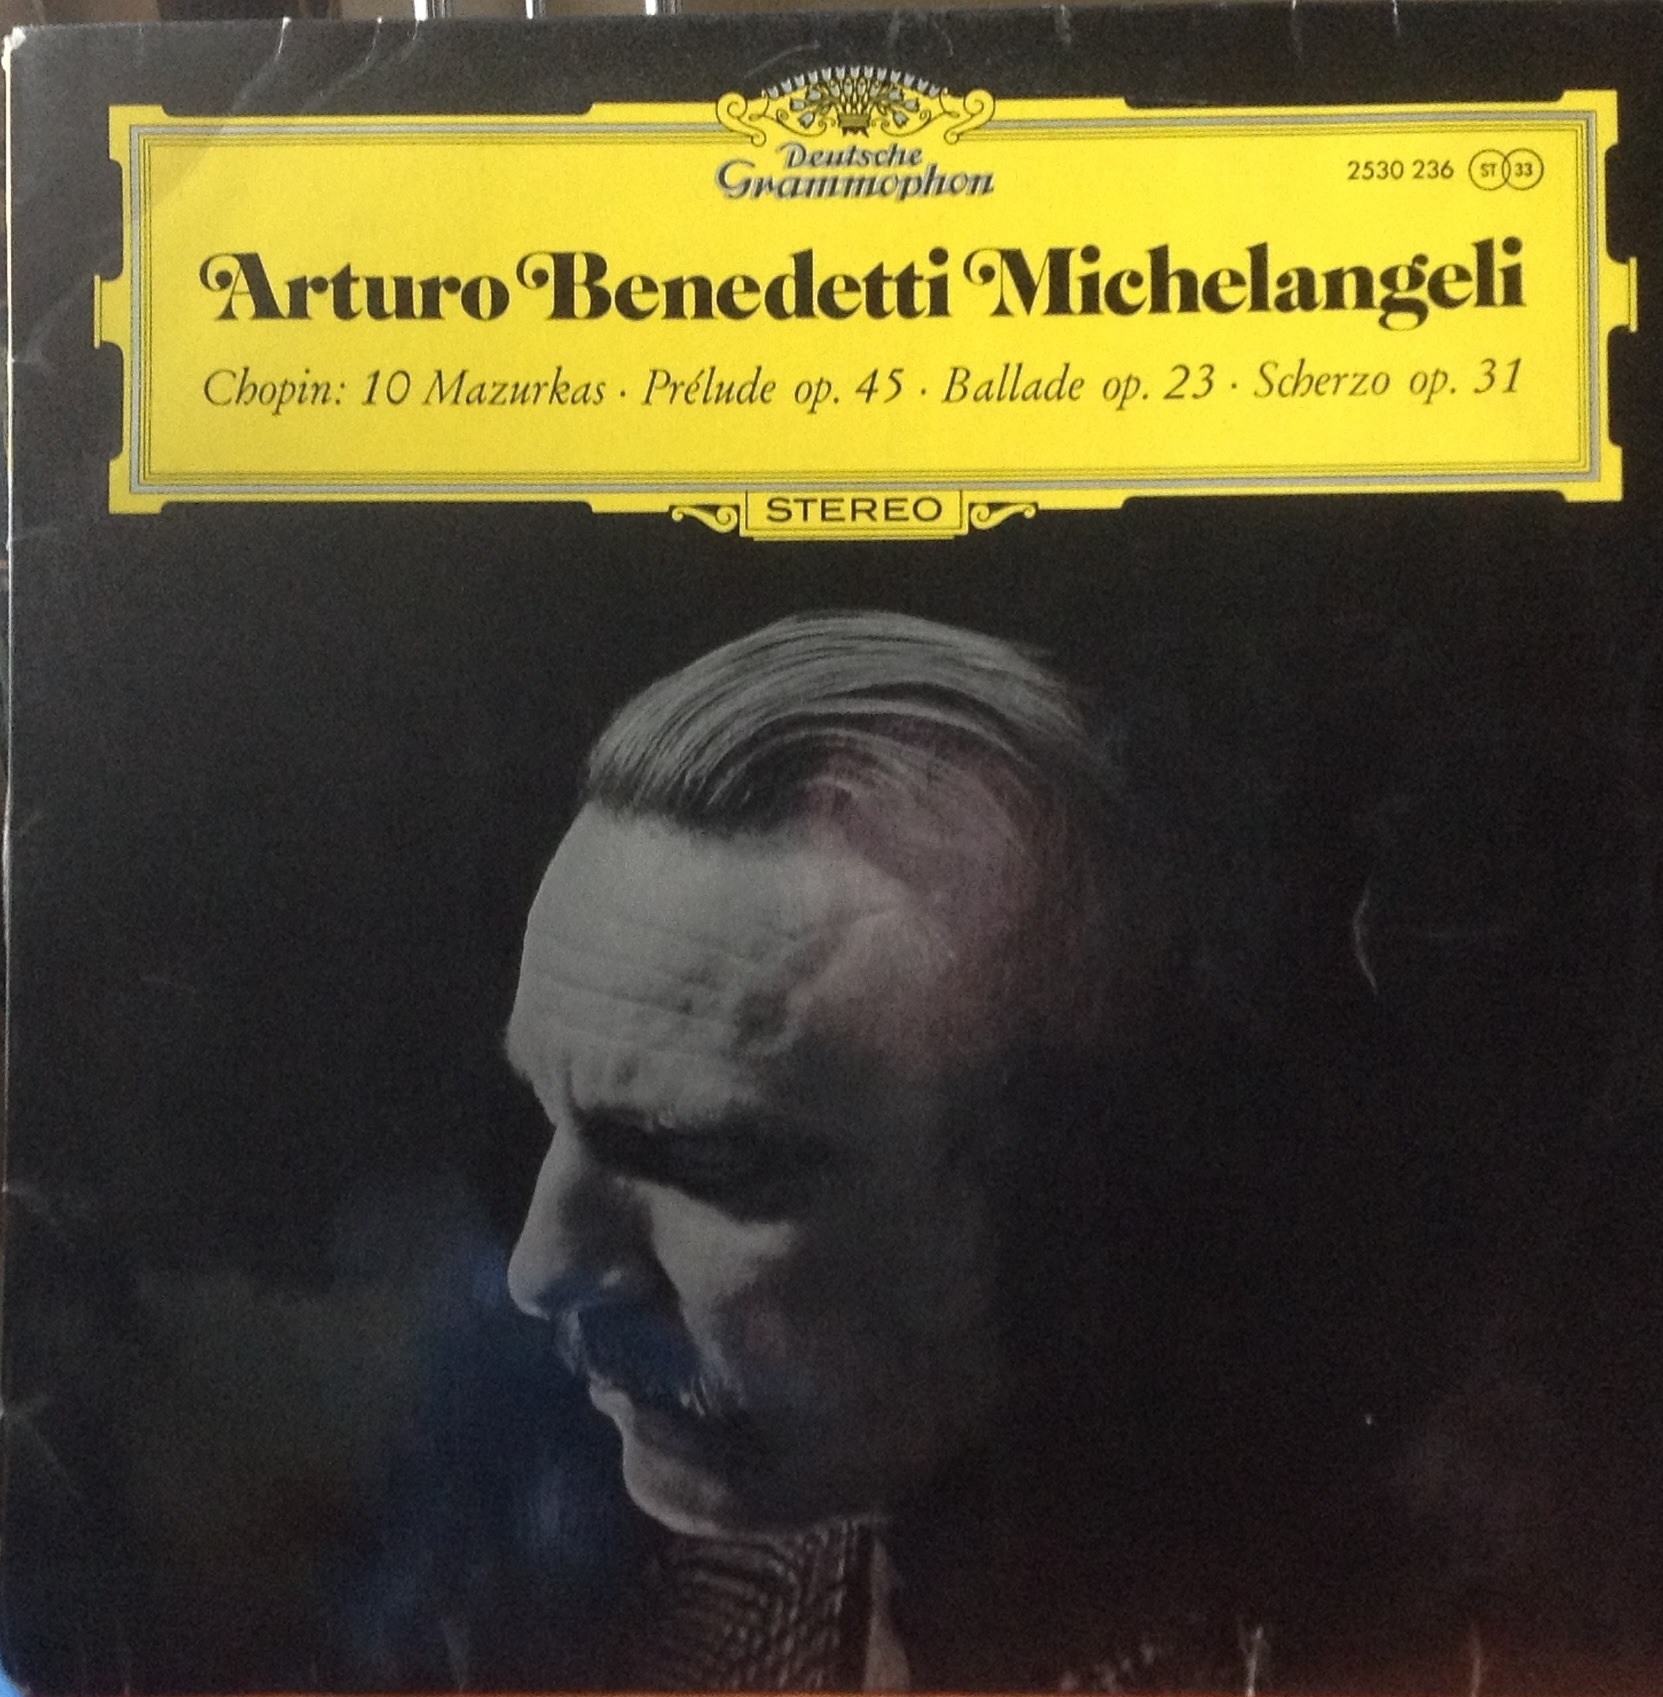 Deutsche
Grammophon
2530 236 ST 33
Arturo Benedetti Michelangeli
Chopin: 10 Mazurkas · Prélude op. 45 · Ballade op. 23 · Scherzo op. 31
STEREO